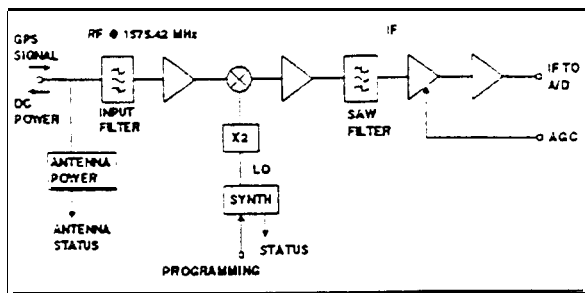 GPS
SIGNAL
RF @ 1575.42 MHz
IF
DC
POWER
INPUT
FILTER
SAW
FILTER
IF TO
A/D
AGC
X2
LO
SYNTH
ANTENNA
POWER
ANTENNA
STATUS
STATUS
PROGRAMMING